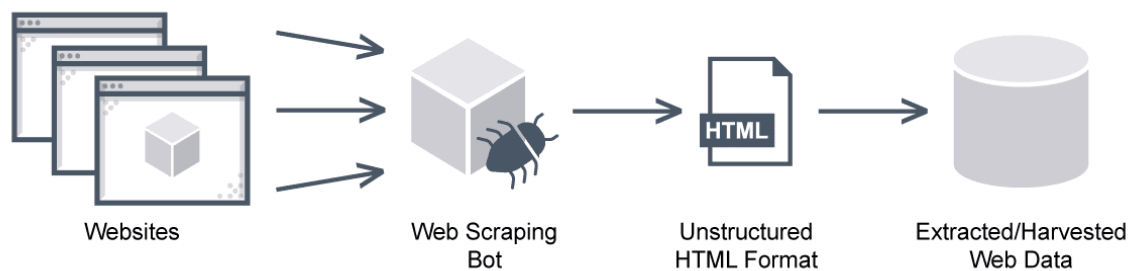 HTML
Websites
Web Scraping
Bot
Unstructured
HTML Format
Extracted/Harvested
Web Data